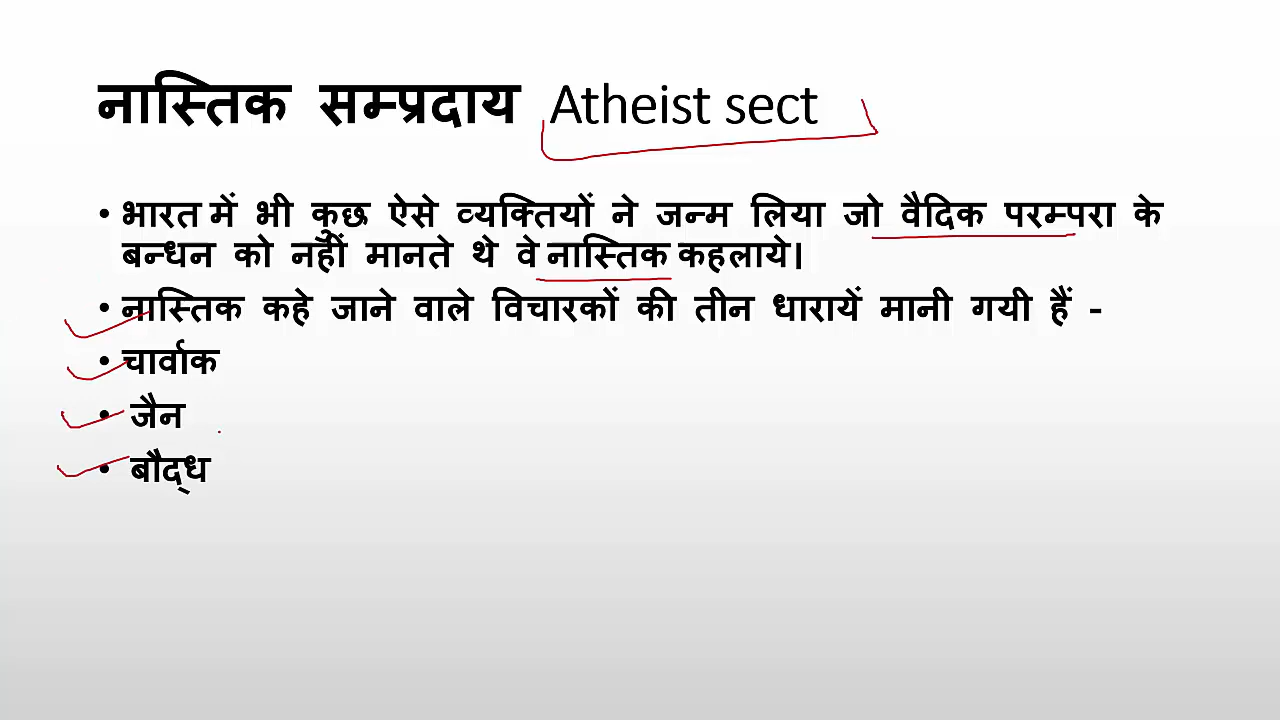 नास्तिक सम्प्रदाय Atheist sect
• भारत में भी कुछ ऐसे व्यक्तियों ने जन्म लिया जो वैदिक परम्परा के
बन्धन को नहीं मानते थे वे नास्तिक कहलाये।
• नास्तिक कहे जाने वाले विचारकों की तीन धारायें मानी गयी हैं -
• चार्वाक
• जैन
• बौद्ध